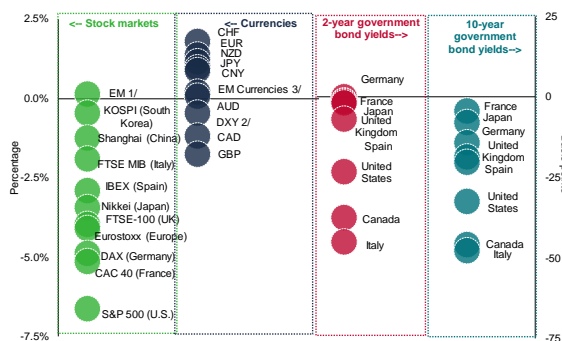 <-- Stock markets
<-- Currencies
2-year government
bond yields-->
10-year
government
bond yields-->
2.5%
0.0%
-2.5%
-5.0%
-7.5%
Percentage
EM 1/
KOSPI (South
Korea)
Shanghai (China)
FTSE MIB (Italy)
IBEX (Spain)
Nikkei (Japan)
FTSE-100 (UK)
Eurostoxx (Europe)
DAX (Germany)
CAC 40 (France)
S&P 500 (U.S.)
CHF
EUR
NZD
JPY
CNY
EM Currencies 3/
AUD
DXY 2/
CAD
GBP
Germany
France
Japan
United
Kingdom
Spain
United
States
Canada
Italy
France
Japan
Germany
United
Kingdom
Spain
United
States
Canada
Italy
25
0
-25
-50
-75